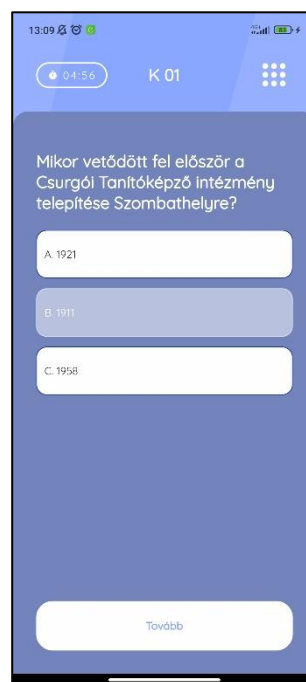 13:09
04:56
K 01
Mikor vetődött fel először a
Csurgói Tanítóképző intézmény
telepítése Szombathelyre?
A. 1921
B. 1911
C. 1958
Tovább